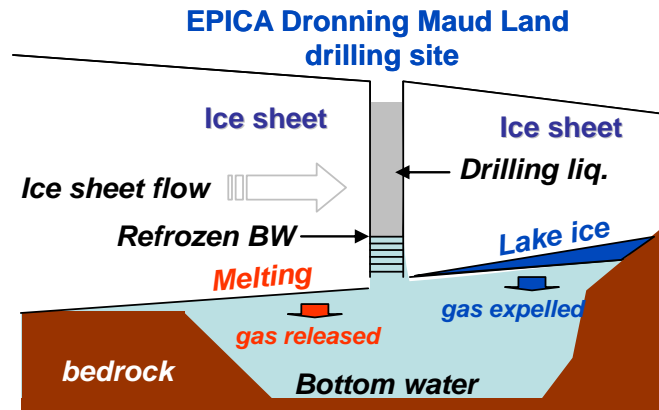 EPICA Dronning Maud Land
drilling site
Ice sheet
Ice sheet
Drilling liq.
Ice sheet flow
Refrozen BW
Lake ice
Melting
gas expelled
gas released
bedrock
Bottom water